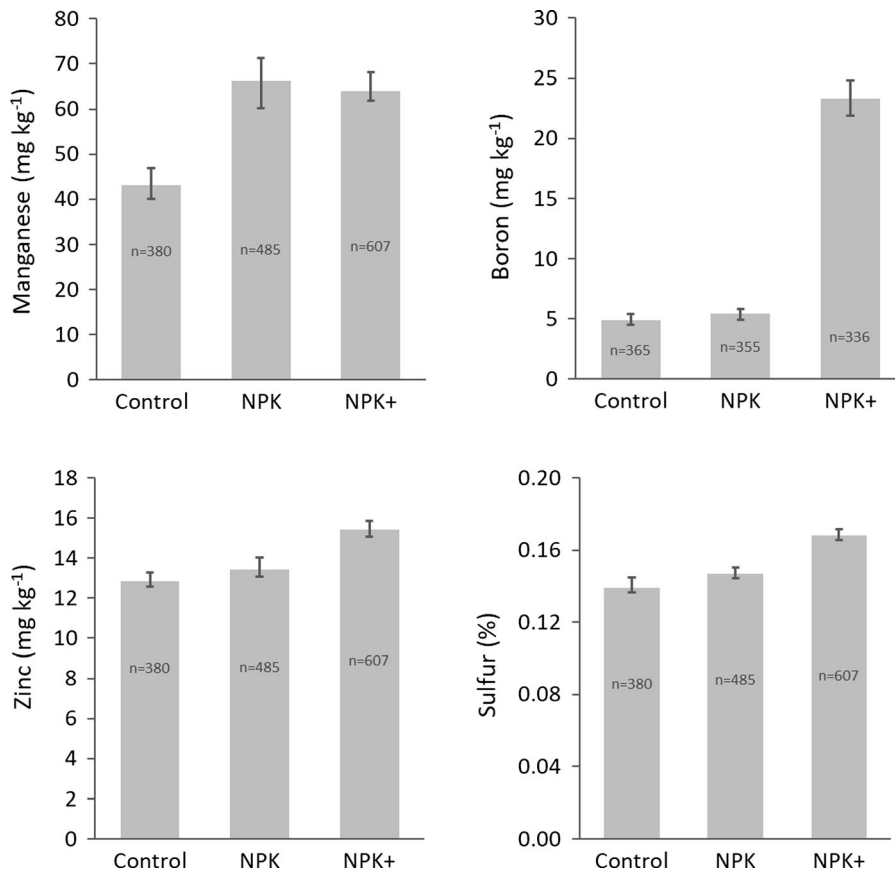 Manganese (mg kg⁻¹)
80
70
60
50
40
30
20
10
0
n=380
n=485
n=607
Control
NPK
NPK+
Boron (mg kg⁻¹)
30
25
20
15
10
5
0
n=365
n=355
n=336
Control
NPK
NPK+
Zinc (mg kg⁻¹)
18
16
14
12
10
8
6
4
2
0
n=380
n=485
n=607
Control
NPK
NPK+
Sulfur (%)
0.20
0.16
0.12
0.08
0.04
0.00
n=380
n=485
n=607
Control
NPK
NPK+